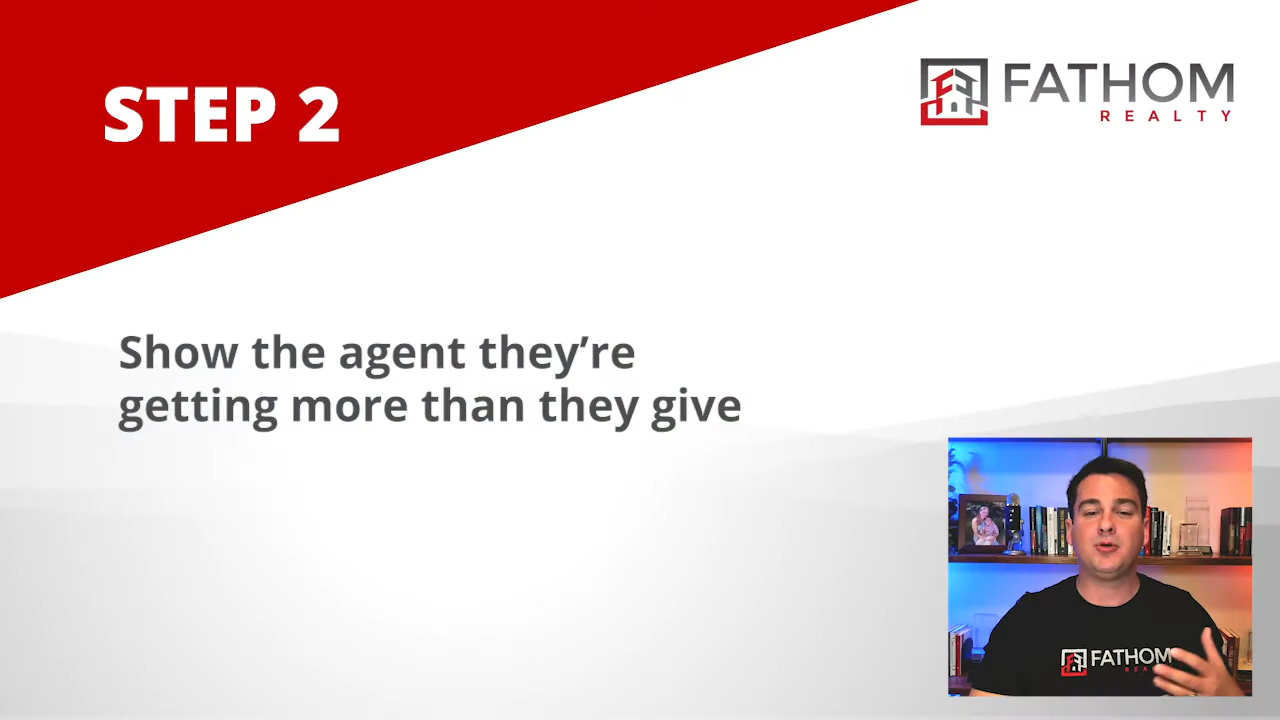 STEP 2
FATHOM
REALTY
Show the agent they're
getting more than they give
FATHOM